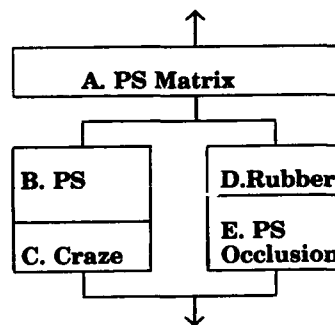 A. PS Matrix
B. PS
C. Craze
D.Rubber
E. PS
Occlusion